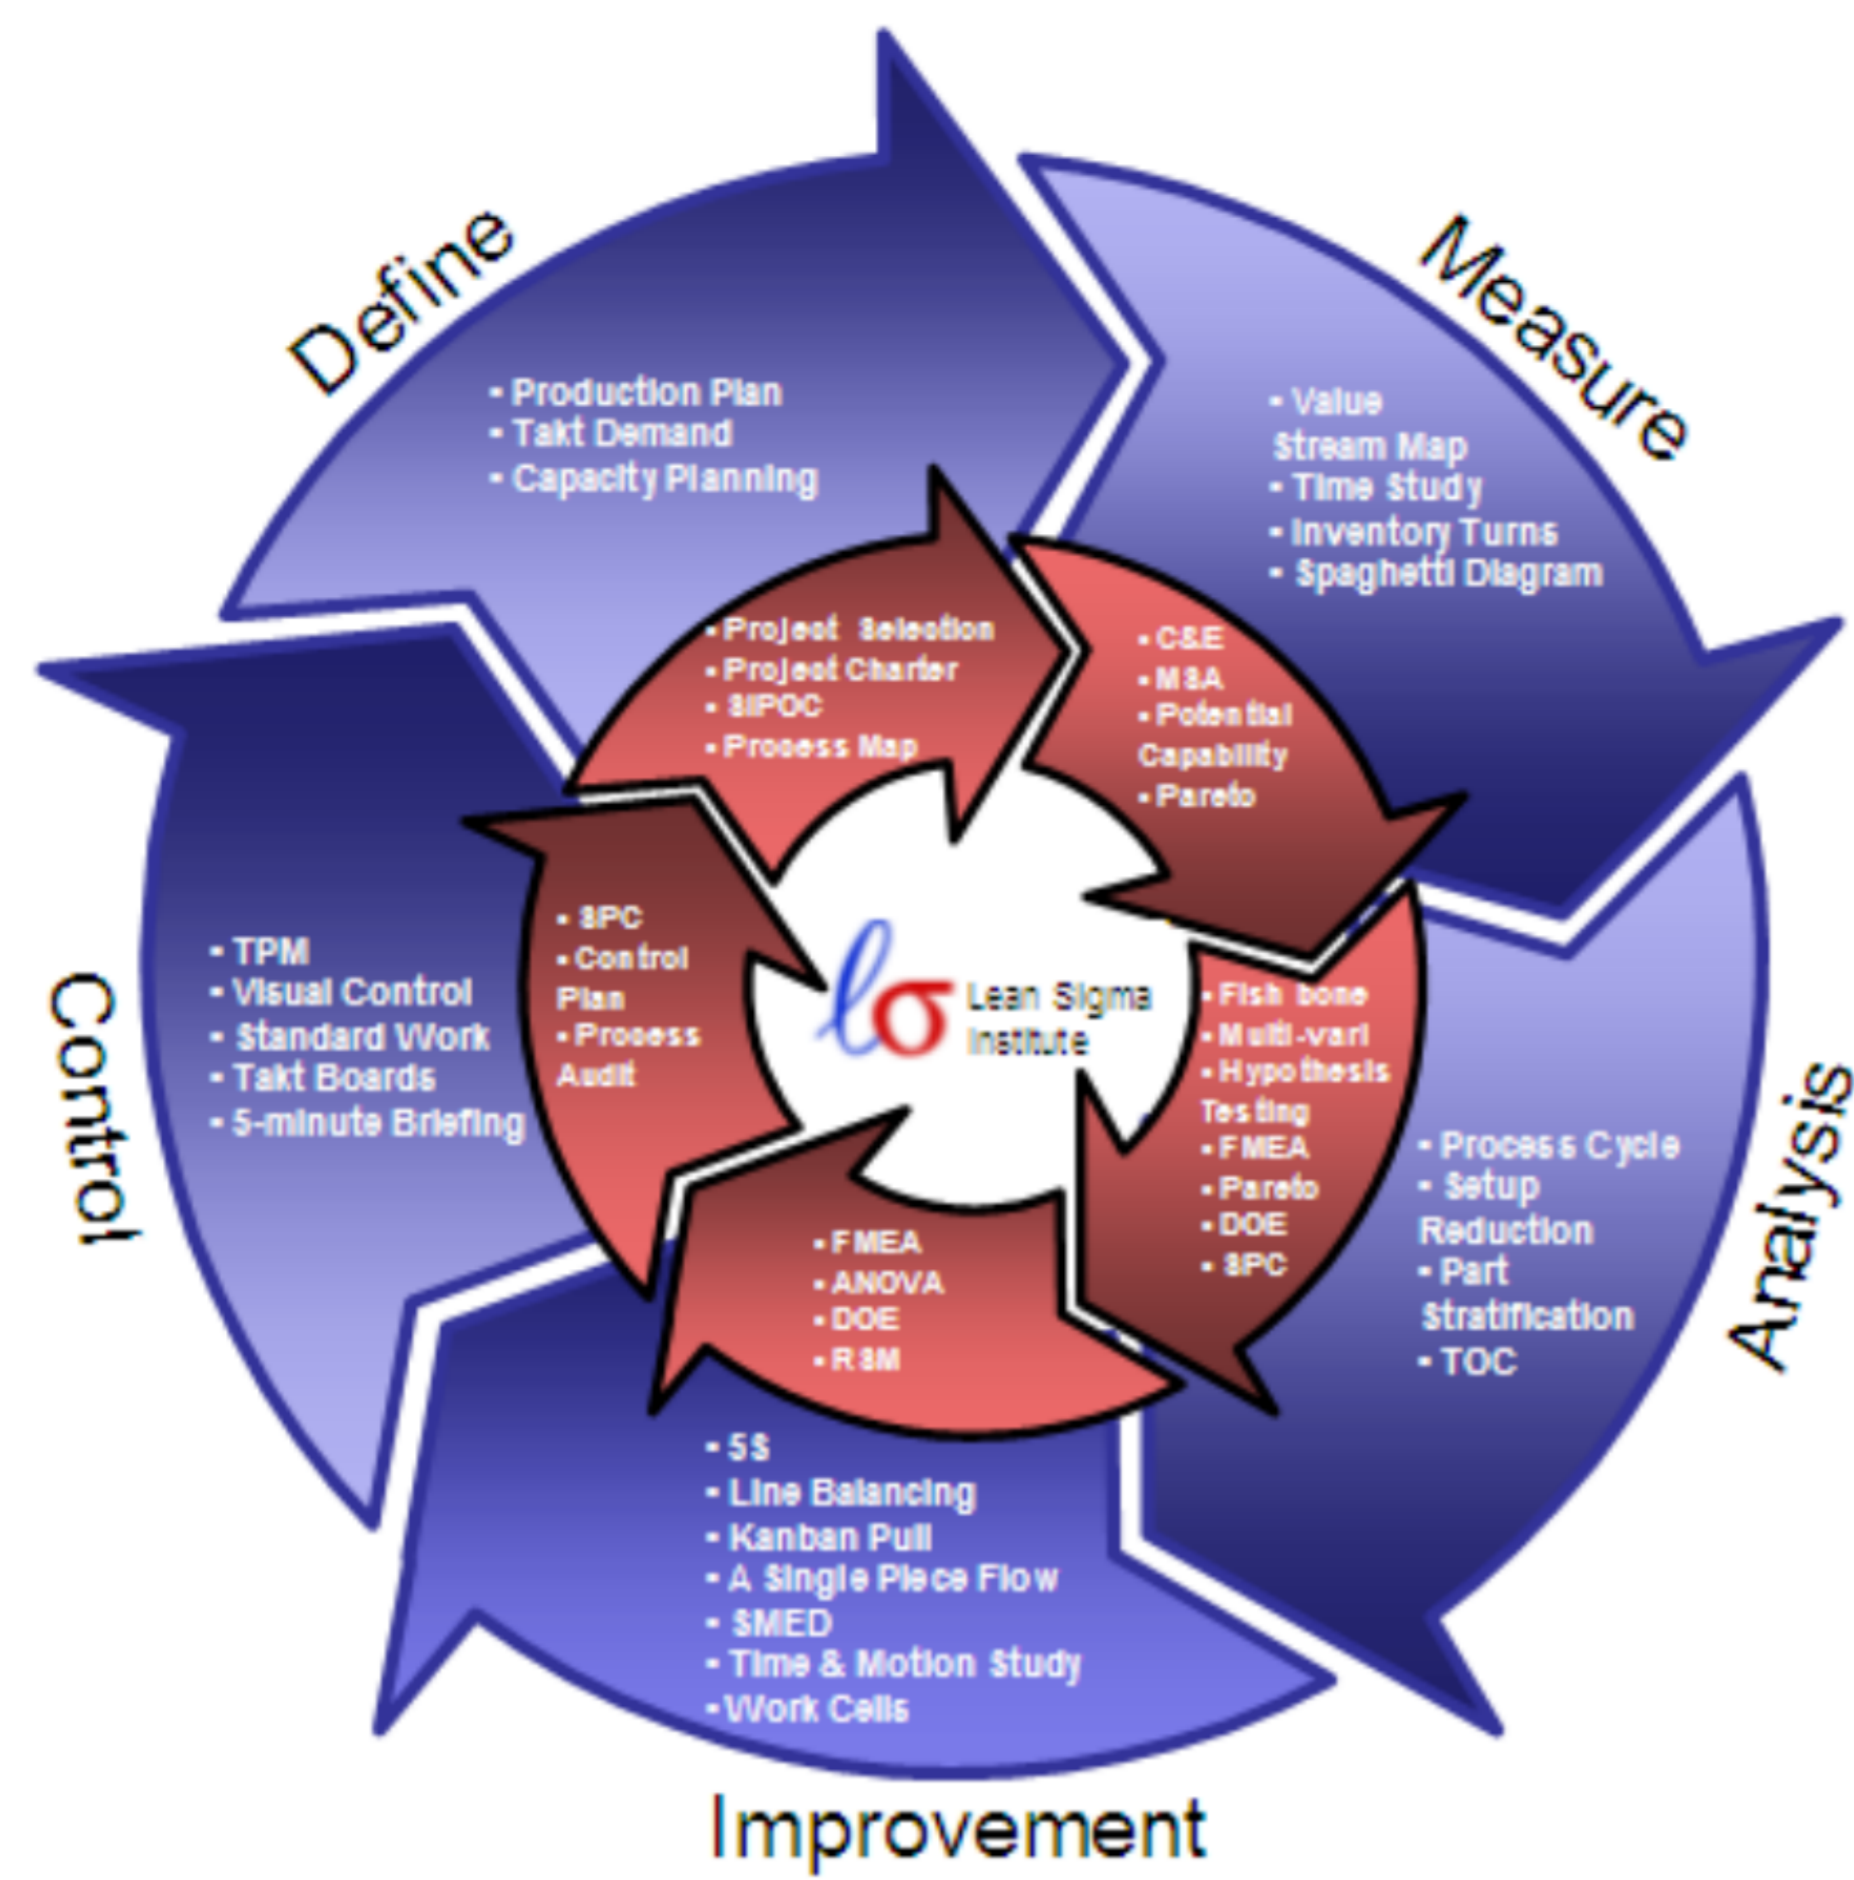 Define
- Production Plan
- Takt Demand
- Capacity Planning
Measure
- Value
Stream Map
- Time Study
- Inventory Turns
- Spaghetti Diagram
Analysis
- Process Cycle
- Setup
Reduction
- Part
Stratification
- TOC
Improvement
- 5S
- Line Balancing
- Kanban Pull
- A Single Piece Flow
- SMED
- Time & Motion Study
- Work Cells
Control
- TPM
- Visual Control
- Standard Work
- Takt Boards
- 5-minute Briefing
▪ Project Selection
▪ Project Charter
▪ SIPOC
▪ Process Map
▪ C&E
▪ MSA
▪ Potential
Capability
▪ Pareto
▪ Fish bone
▪ Multi-vari
▪ Hypothesis
Testing
▪ FMEA
▪ Pareto
▪ DOE
▪ SPC
▪ FMEA
▪ ANOVA
▪ DOE
▪ RSM
▪ SPC
▪ Control
Plan
▪ Process
Audit
ℓσ Lean Sigma
Institute